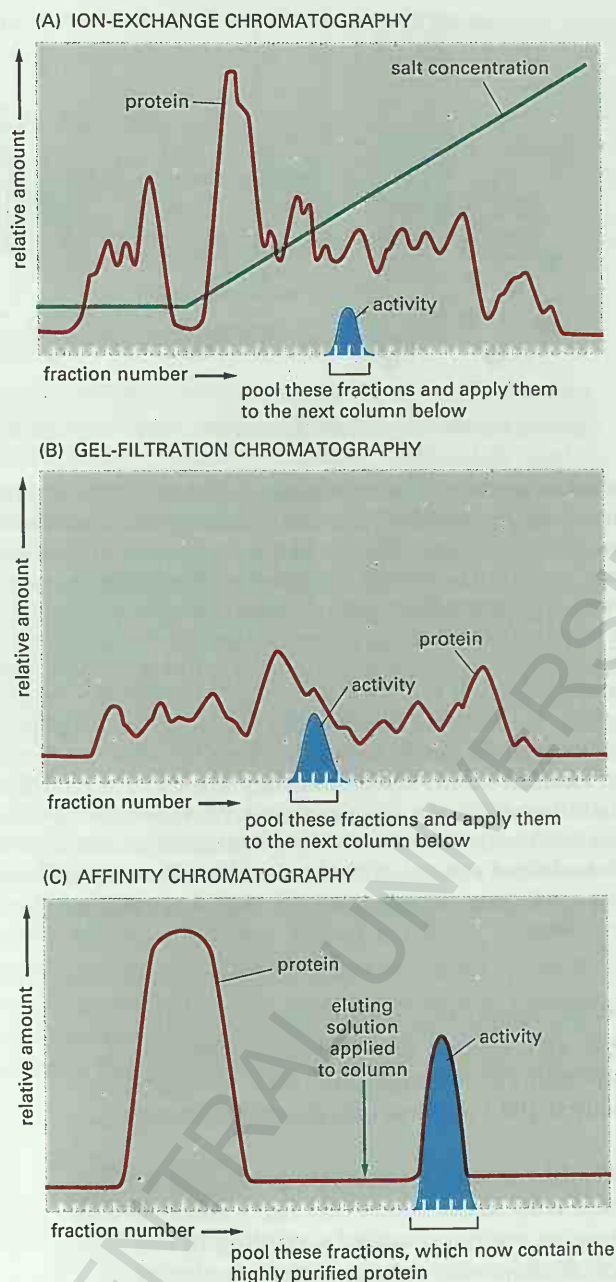 (A) ION-EXCHANGE CHROMATOGRAPHY
relative amount
protein
salt concentration
activity
fraction number
pool these fractions and apply them
to the next column below
(B) GEL-FILTRATION CHROMATOGRAPHY
relative amount
protein
activity
fraction number
pool these fractions and apply them
to the next column below
(C) AFFINITY CHROMATOGRAPHY
relative amount
protein
eluting
solution
applied
to column
activity
fraction number
pool these fractions, which now contain the
highly purified protein
ENTRAL UNIVERS